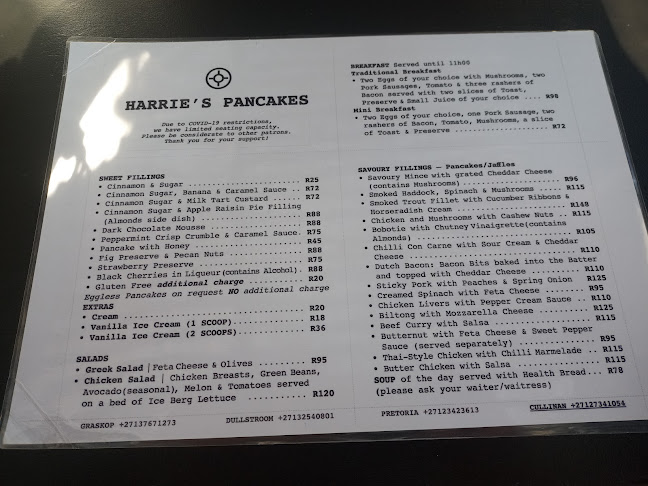 HARRIE'S PANCAKES
Due to COVID-19 restrictions,
we have limited seating capacity.
Please be considerate to other patrons.
Thank you for your support!
SWEET FILLINGS
• Cinnamon & Sugar ..................... R25
• Cinnamon Sugar, Banana & Caramel Sauce .. R72
• Cinnamon Sugar & Milk Tart Custard ...... R72
• Cinnamon Sugar & Apple Raisin Pie Filling
(Almonds side dish) ..................... R88
• Dark Chocolate Mousse ................... R88
• Peppermint Crisp Crumble & Caramel Sauce. R75
• Pancake with Honey ...................... R45
• Fig Preserve & Pecan Nuts ............... R88
• Strawberry Preserve ..................... R75
• Black Cherries in Liqueur(contains Alcohol). R88
• Gluten Free additional charge ........... R20
Eggless Pancakes on request NO additional charge
EXTRAS
• Cream ................................... R20
• Vanilla Ice Cream (1 SCOOP).............. R18
• Vanilla Ice Cream (2 SCOOPS)............. R36
SALADS
• Greek Salad | Feta Cheese & Olives .......... R95
• Chicken Salad | Chicken Breasts, Green Beans,
Avocado(seasonal), Melon & Tomatoes served
on a bed of Ice Berg Lettuce ........... R120
BREAKFAST Served until 11h00
Traditional Breakfast
• Two Eggs of your choice with Mushrooms, two
Pork Sausages, Tomato & three rashers of
Bacon served with two slices of Toast,
Preserve & Small Juice of your choice .... R98
Mini Breakfast
• Two Eggs of your choice, one Pork Sausage, two
rashers of Bacon, Tomato, Mushrooms, a slice
of Toast & Preserve ..................... R72
SAVOURY FILLINGS – Pancakes/Jaffles
• Savoury Mince with grated Cheddar Cheese
(contains Mushrooms)..................... R96
• Smoked Haddock, Spinach & Mushrooms ..... R115
• Smoked Trout Fillet with Cucumber Ribbons &
Horseradish Cream ....................... R148
• Chicken and Mushrooms with Cashew Nuts .. R115
• Bobotie with Chutney Vinaigrette(contains
Almonds) ................................ R105
• Chilli Con Carne with Sour Cream & Cheddar
Cheese .................................. R110
• Dutch Bacon: Bacon Bits baked into the Batter
and topped with Cheddar Cheese .......... R110
• Sticky Pork with Peaches & Spring Onion R125
• Creamed Spinach with Feta Cheese ........ R95
• Chicken Livers with Pepper Cream Sauce .. R110
• Biltong with Mozzarella Cheese .......... R125
• Beef Curry with Salsa ................... R115
• Butternut with Feta Cheese & Sweet Pepper
Sauce (served separately) ............... R95
• Thai-Style Chicken with Chilli Marmelade .. R115
• Butter Chicken with Salsa ............... R115
SOUP of the day served with Health Bread... R78
(please ask your waiter/waitress)
GRASKOP +27137671273 DULLSTROOM +27132540801 PRETORIA +27123423613 CULLINAN +27127341054